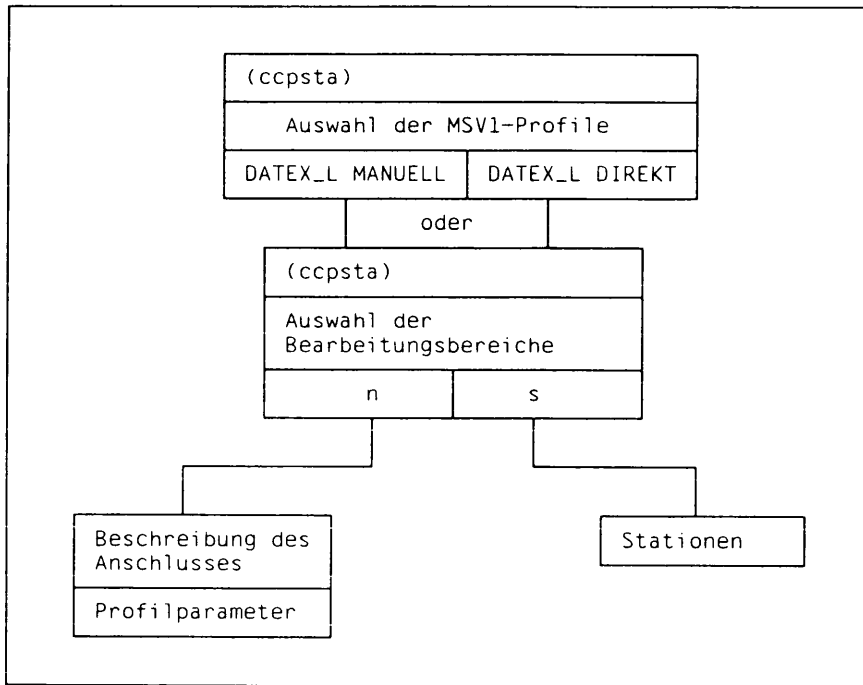 (ccpsta)
Auswahl der MSV1-Profile
DATEX_L MANUELL DATEX_L DIREKT
oder
(ccpsta)
Auswahl der
Bearbeitungsbereiche
n s
Beschreibung des
Anschlusses
Profilparameter
Stationen